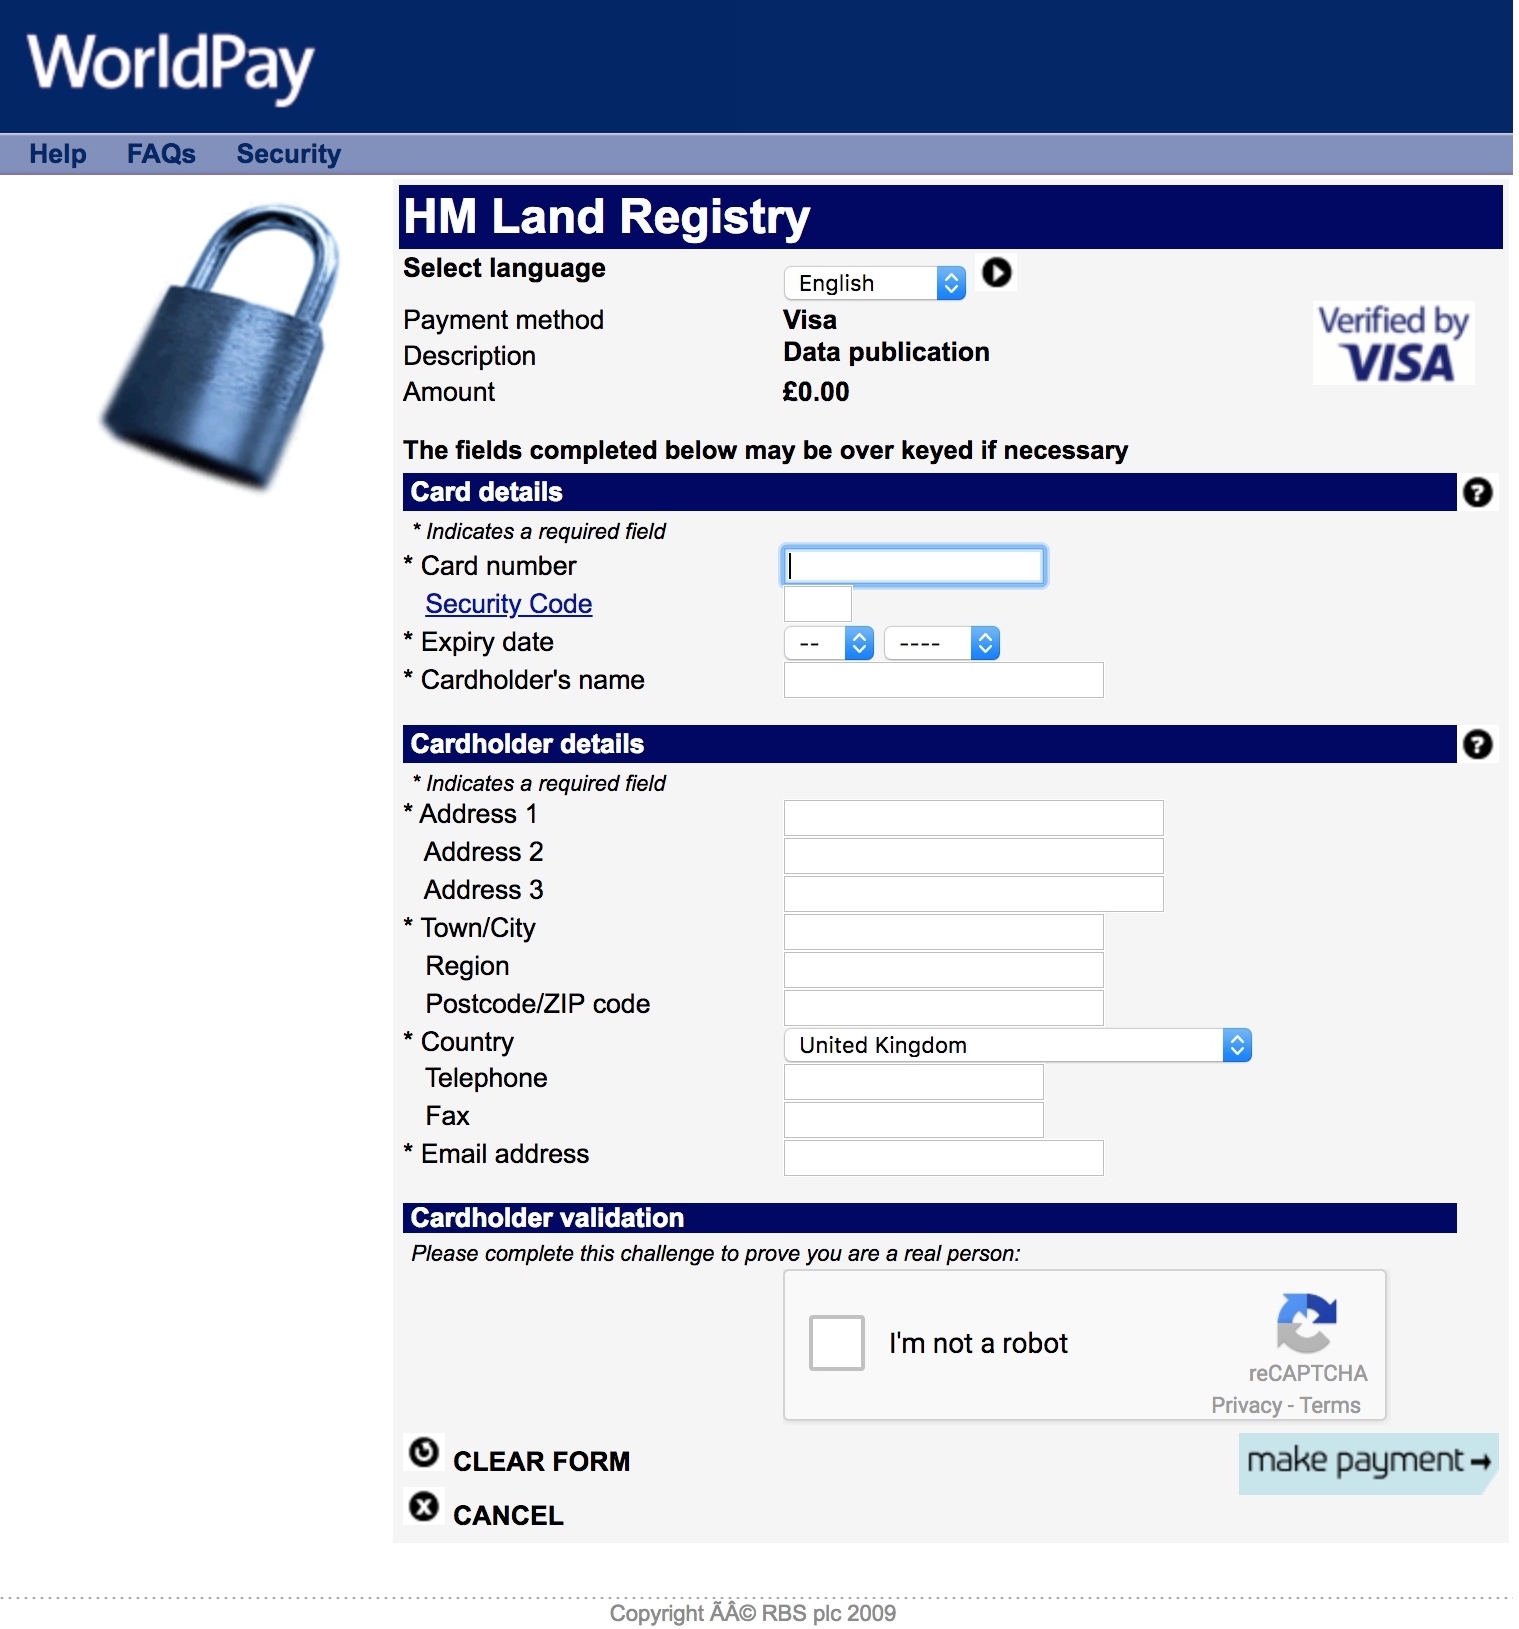 WorldPay
Help FAQs Security
HM Land Registry
Select language English
Payment method Visa
Verified by
VISA
Description Data publication
Amount £0.00
The fields completed below may be over keyed if necessary
Card details ?
* Indicates a required field
* Card number
Security Code
* Expiry date -- ----
* Cardholder's name
Cardholder details ?
* Indicates a required field
* Address 1
Address 2
Address 3
* Town/City
Region
Postcode/ZIP code
* Country United Kingdom
Telephone
Fax
* Email address
Cardholder validation
Please complete this challenge to prove you are a real person:
I'm not a robot
reCAPTCHA
Privacy - Terms
CLEAR FORM
make payment →
CANCEL
Copyright ÃÂ© RBS plc 2009